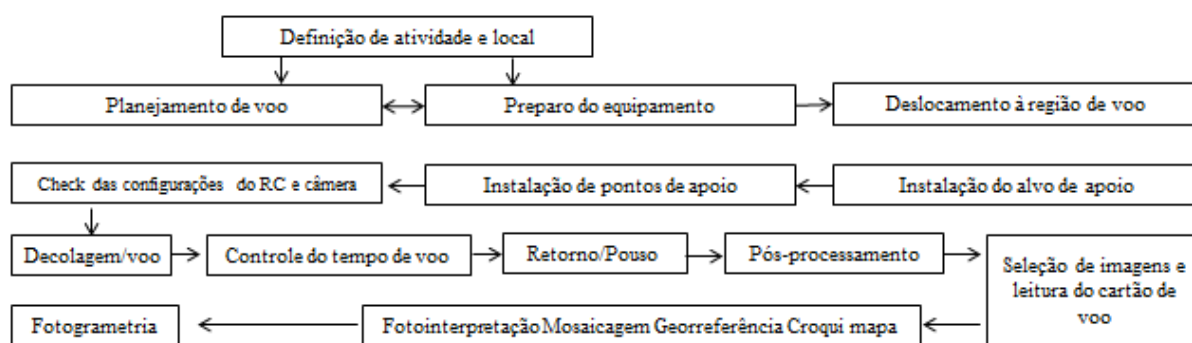 Definição de atividade e local
Planejamento de voo
Preparo do equipamento
Deslocamento à região de voo
Check das configurações do RC e câmera
Instalação de pontos de apoio
Instalação do alvo de apoio
Decolagem/voo
Controle do tempo de voo
Retorno/Pouso
Pós-processamento
Seleção de imagens e
leitura do cartão de
voo
Fotogrametria
Fotointerpretação Mosaicagem Georreferência Croqui mapa